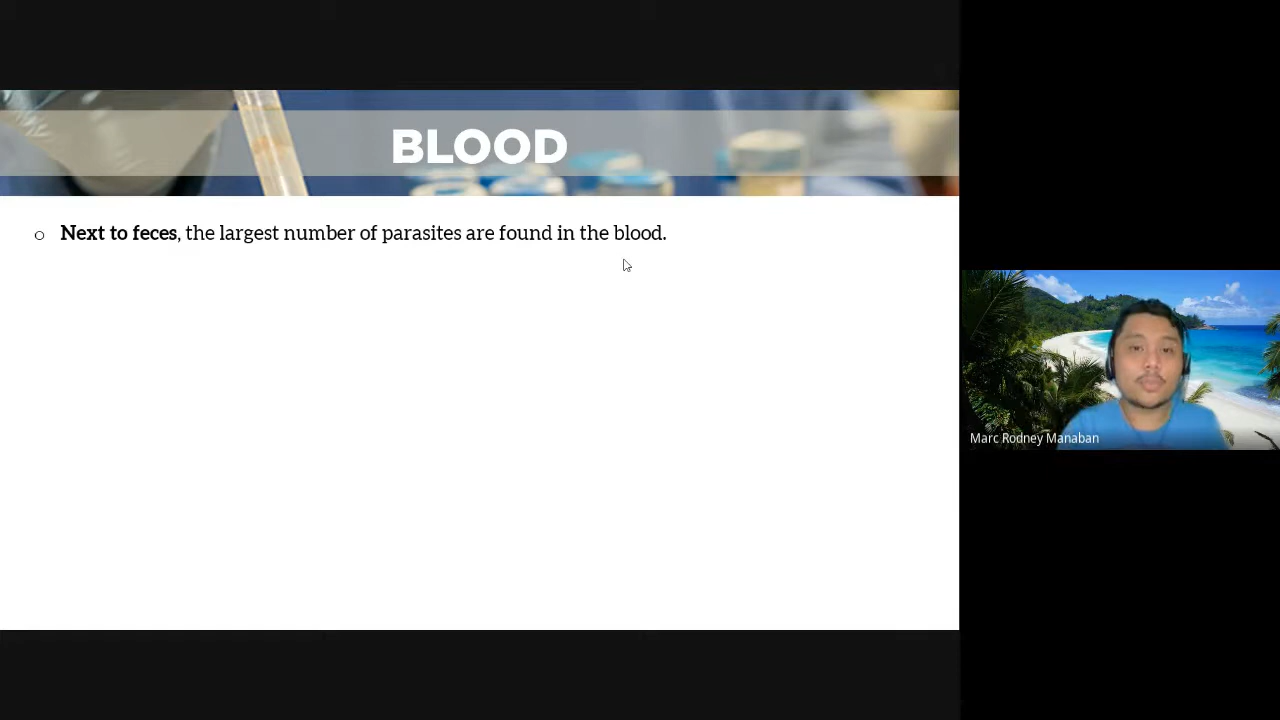 BLOOD
○ Next to feces, the largest number of parasites are found in the blood.
Marc Rodney Manaban